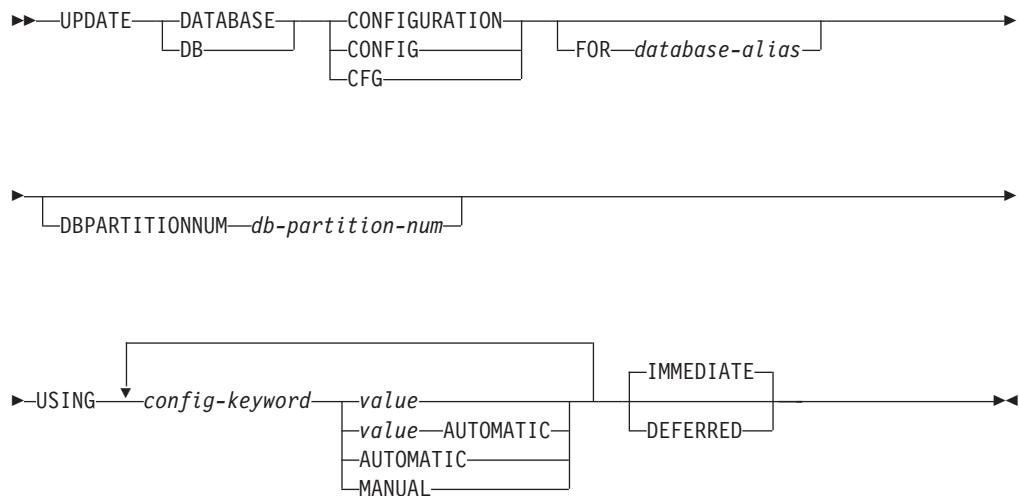 UPDATE DATABASE CONFIGURATION
DB CONFIG FOR database-alias
CFG
DBPARTITIONNUM db-partition-num
IMMEDIATE
USING config-keyword value
value AUTOMATIC DEFERRED
AUTOMATIC
MANUAL